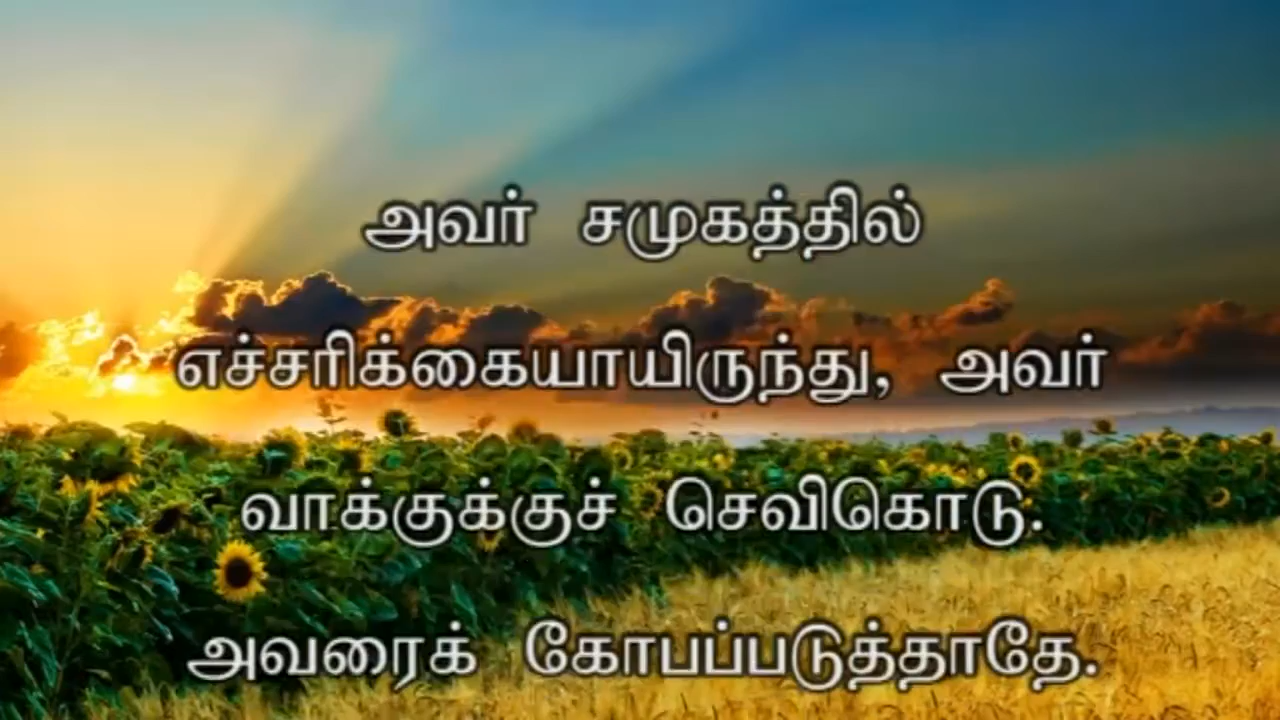 அவர் சமுகத்தில்
எச்சரிக்கையாயிருந்து, அவர்
வாக்குக்குச் செவிகொடு.
அவரைக் கோபப்படுத்தாதே.